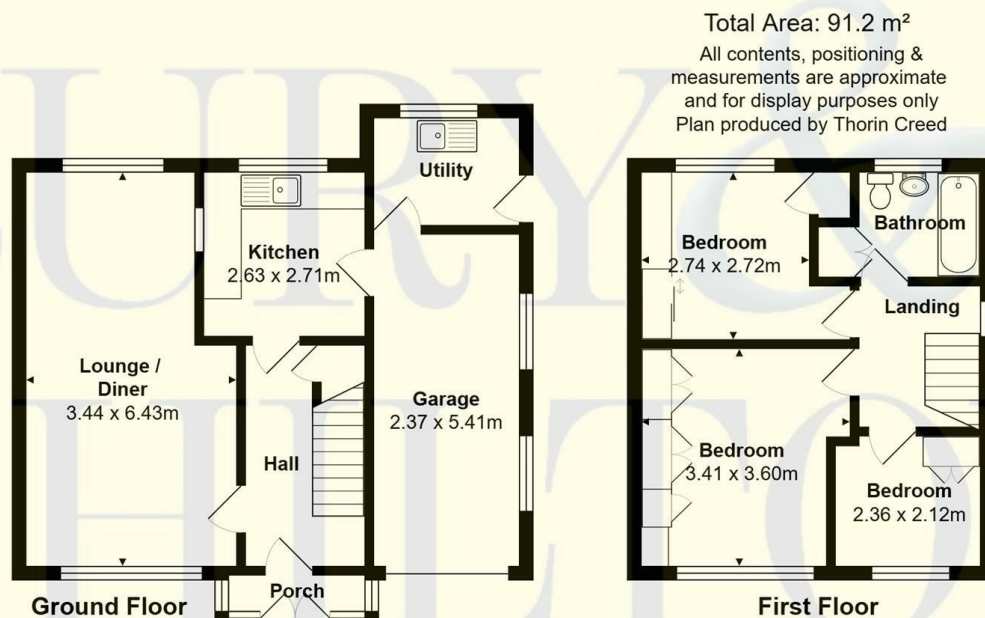 Total Area: 91.2 m²
All contents, positioning &
measurements are approximate
and for display purposes only
Plan produced by Thorin Creed
Utility
Kitchen
2.63 x 2.71m
Lounge /
Diner
3.44 x 6.43m
Garage
2.37 x 5.41m
Hall
Porch
Ground Floor
Bedroom
2.74 x 2.72m
Bathroom
Landing
Bedroom
3.41 x 3.60m
Bedroom
2.36 x 2.12m
First Floor
URY &
HILTO